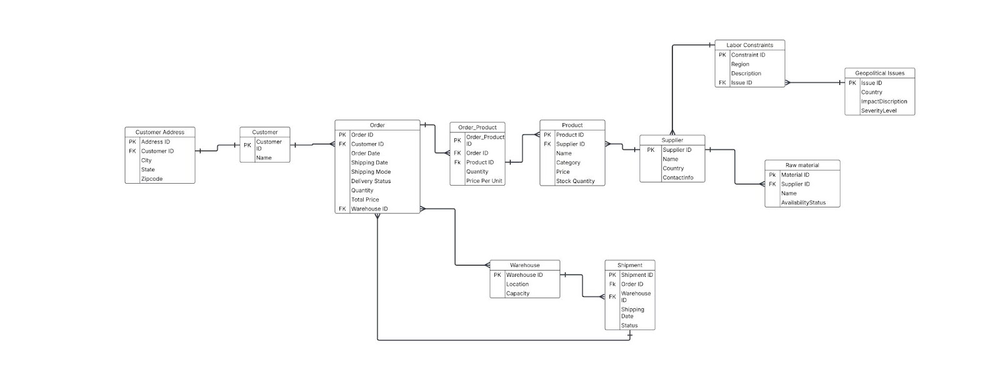 Labor Constraints
PK Constraint ID
Region
Description
FK Issue ID
Geopolitical Issues
PK Issue ID
Country
ImpactDiscription
SeverityLevel
Customer Address
PK Address ID
FK Customer ID
City
State
Zipcode
Customer
PK Customer
ID
Name
Order
PK Order ID
FK Customer ID
Order Date
Shipping Date
Shipping Mode
Delivery Status
Quantity
Total Price
FK Warehouse ID
Order_Product
PK Order_Product
ID
FK Order ID
Fk Product ID
Quantity
Price Per Unit
Product
PK Product ID
FK Supplier ID
Name
Category
Price
Stock Quantity
Supplier
PK Supplier ID
Name
Country
ContactInfo
Raw material
Pk Material ID
FK Supplier ID
Name
AvailabilityStatus
Warehouse
PK Warehouse ID
Location
Capacity
Shipment
PK Shipment ID
Fk Order ID
FK Warehouse
ID
Shipping
Date
Status